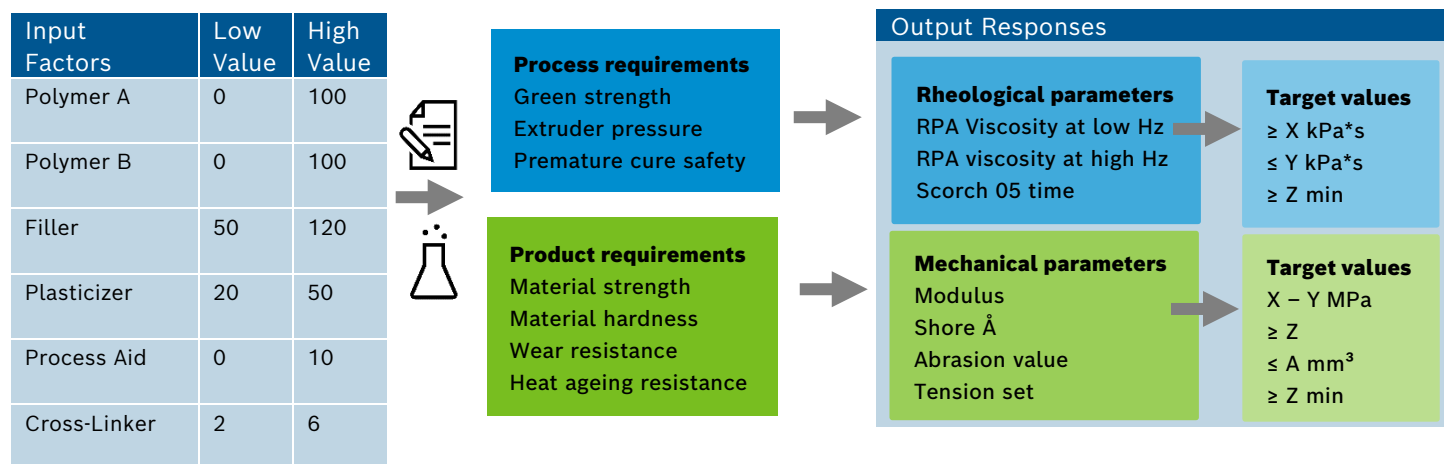 Input Factors
Low Value
High Value
Polymer A 0 100
Polymer B 0 100
Filler 50 120
Plasticizer 20 50
Process Aid 0 10
Cross-Linker 2 6
Process requirements
Green strength
Extruder pressure
Premature cure safety
Product requirements
Material strength
Material hardness
Wear resistance
Heat ageing resistance
Output Responses
Rheological parameters
RPA Viscosity at low Hz
RPA viscosity at high Hz
Scorch 05 time
Target values
≥ X kPa*s
≤ Y kPa*s
≥ Z min
Mechanical parameters
Modulus
Shore Å
Abrasion value
Tension set
Target values
X – Y MPa
≥ Z
≤ A mm³
≥ Z min